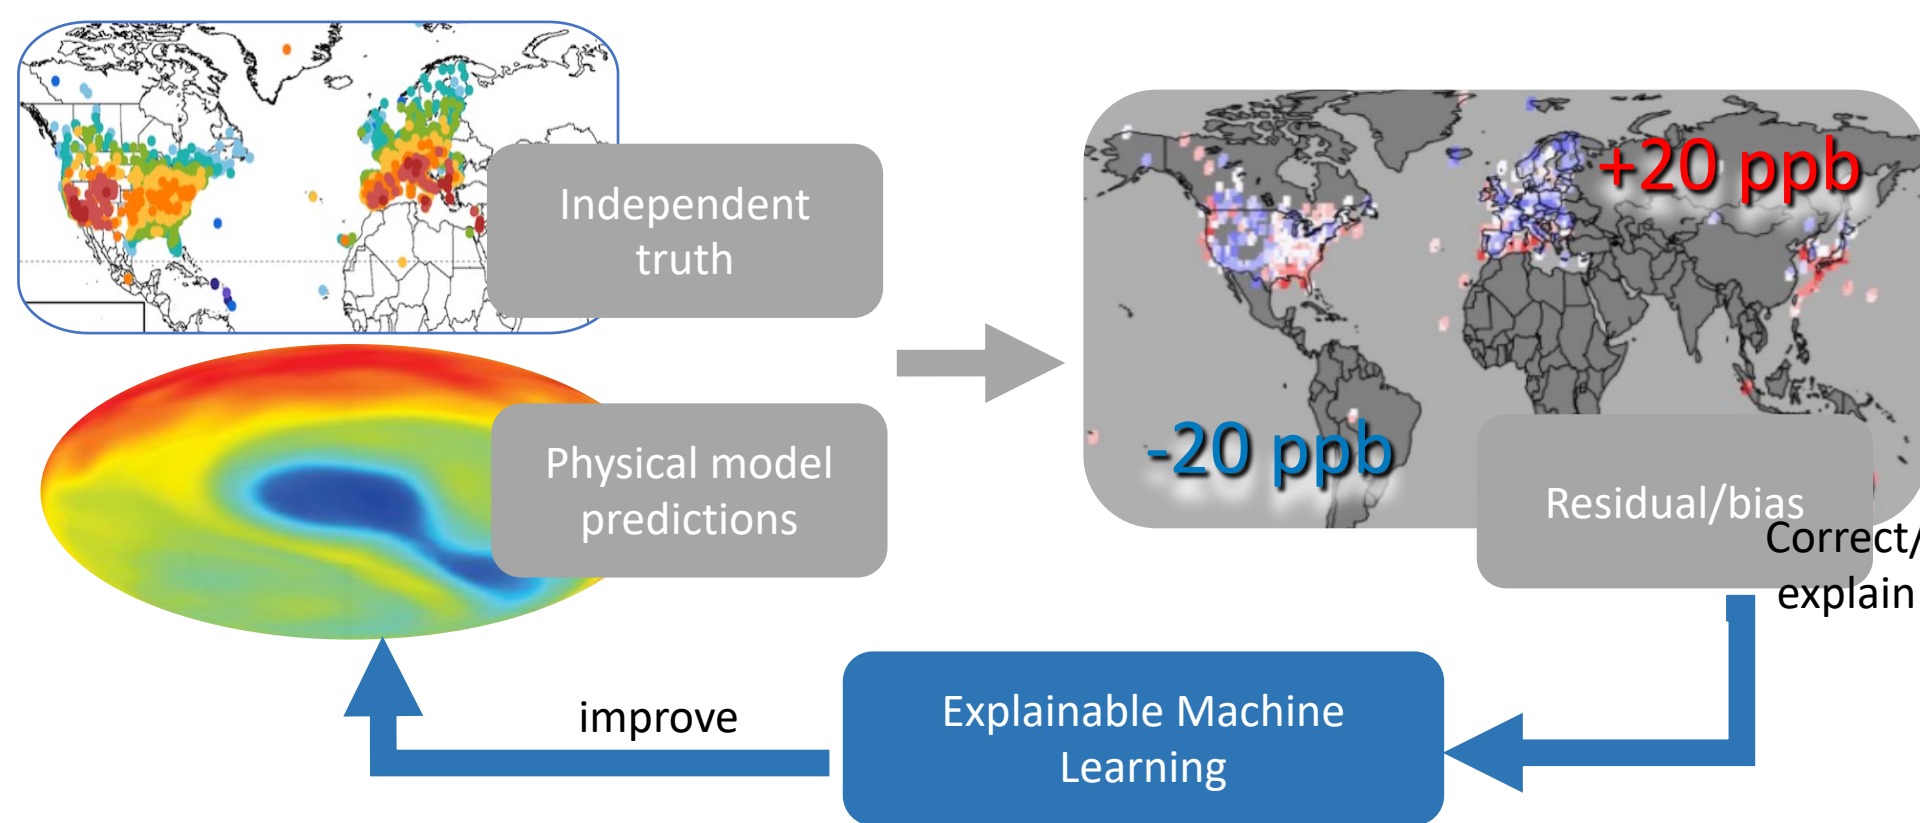 Independent
truth
Physical model
predictions
+20 ppb
-20 ppb
Residual/bias
Correct/
explain
Explainable Machine
Learning
improve